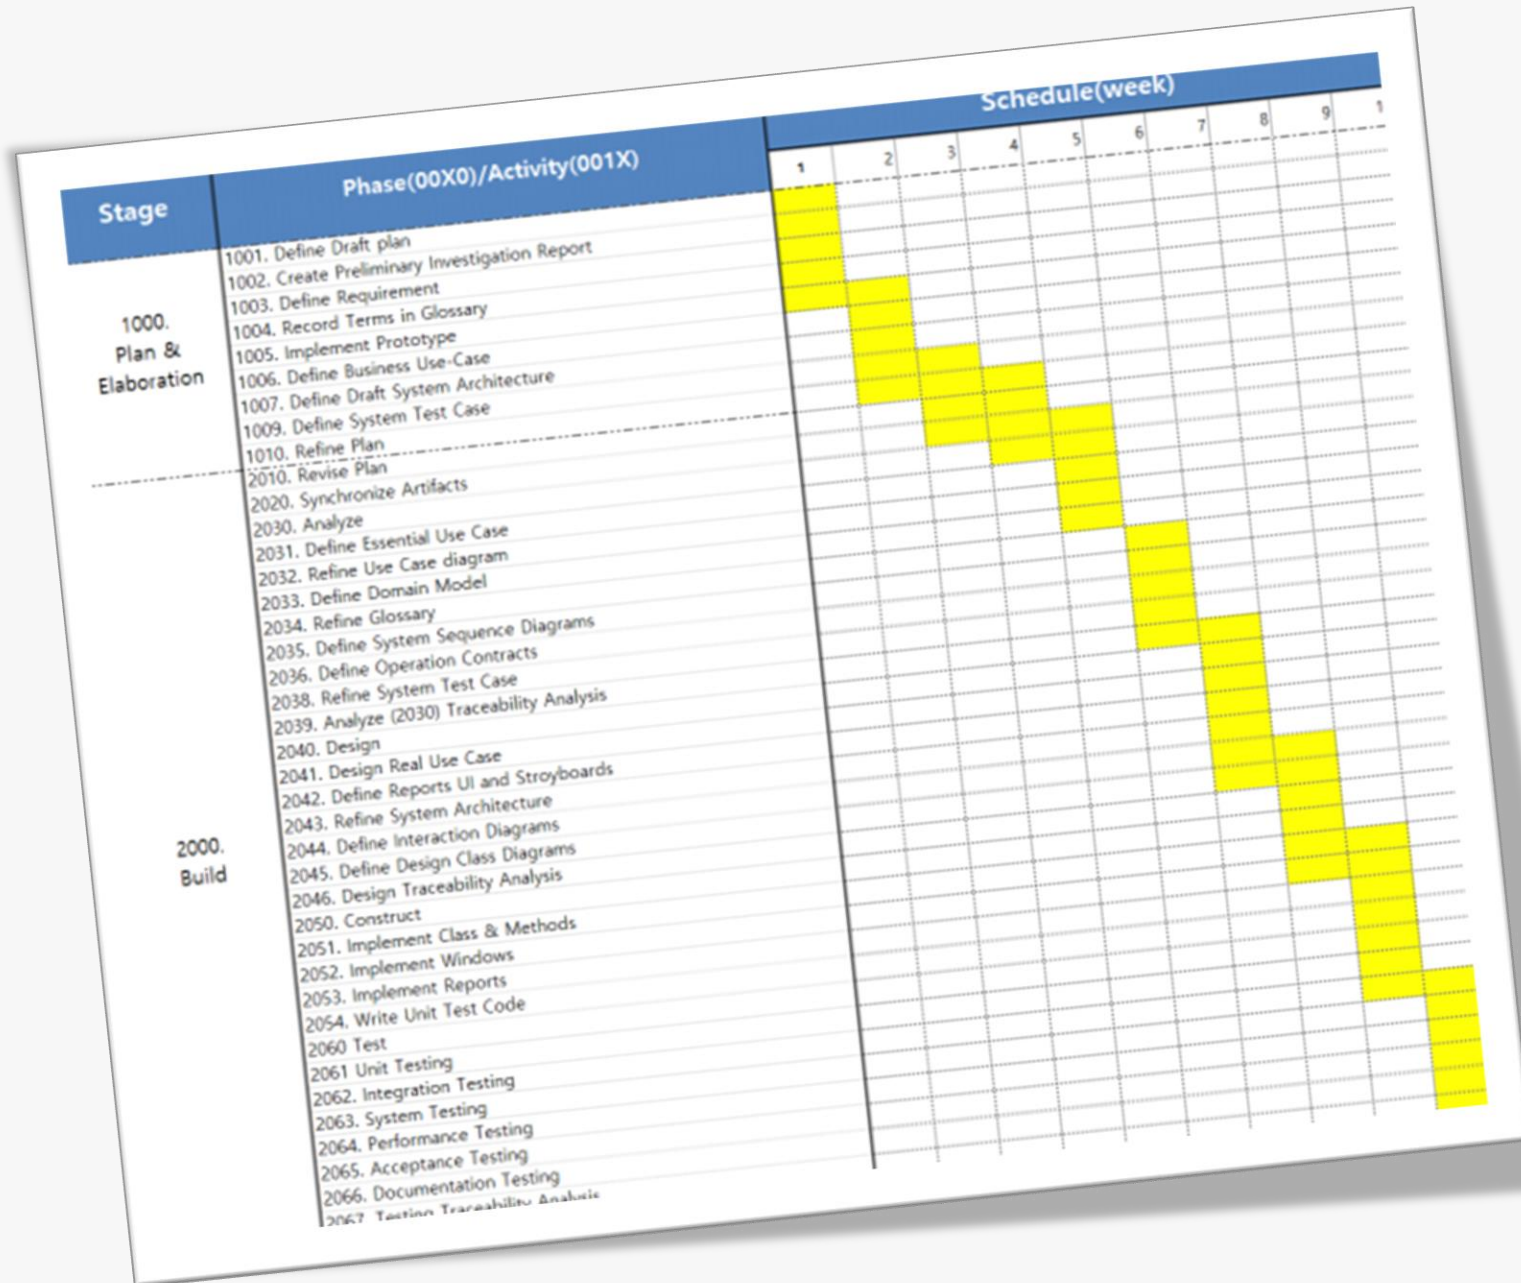 Stage
Phase(00X0)/Activity(001X)
Schedule(week)
1 2 3 4 5 6 7 8 9 1
1000.
Plan &
Elaboration
1001. Define Draft plan
1002. Create Preliminary Investigation Report
1003. Define Requirement
1004. Record Terms in Glossary
1005. Implement Prototype
1006. Define Business Use-Case
1007. Define Draft System Architecture
1009. Define System Test Case
1010. Refine Plan
2000.
Build
2010. Revise Plan
2020. Synchronize Artifacts
2030. Analyze
2031. Define Essential Use Case
2032. Refine Use Case diagram
2033. Define Domain Model
2034. Refine Glossary
2035. Define System Sequence Diagrams
2036. Define Operation Contracts
2038. Refine System Test Case
2039. Analyze (2030) Traceability Analysis
2040. Design
2041. Design Real Use Case
2042. Define Reports UI and Stroyboards
2043. Refine System Architecture
2044. Define Interaction Diagrams
2045. Define Design Class Diagrams
2046. Design Traceability Analysis
2050. Construct
2051. Implement Class & Methods
2052. Implement Windows
2053. Implement Reports
2054. Write Unit Test Code
2060 Test
2061 Unit Testing
2062. Integration Testing
2063. System Testing
2064. Performance Testing
2065. Acceptance Testing
2066. Documentation Testing
2067. Testing Traceability Analysis